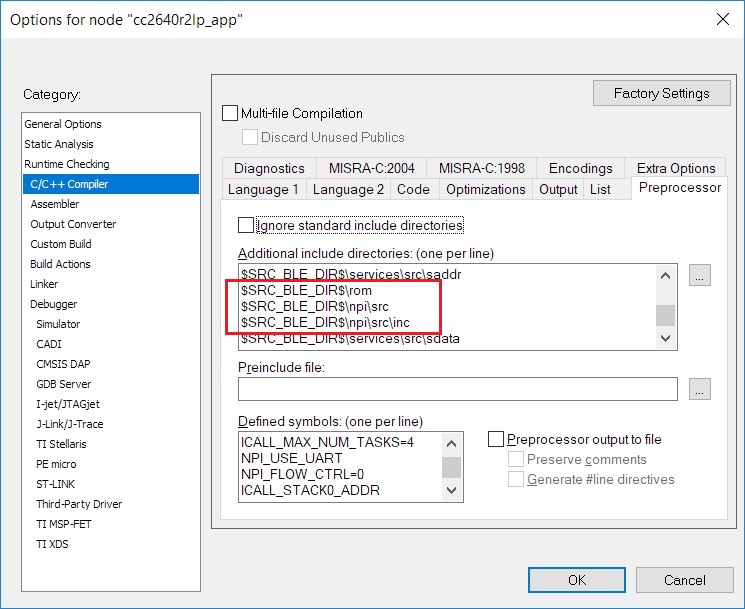 Options for node "cc2640r2lp_app"
Category:
General Options
Static Analysis
Runtime Checking
C/C++ Compiler
Assembler
Output Converter
Custom Build
Build Actions
Linker
Debugger
Simulator
CADI
CMSIS DAP
GDB Server
I-jet/JTAGjet
J-Link/J-Trace
TI Stellaris
PE micro
ST-LINK
Third-Party Driver
TI MSP-FET
TI XDS
Factory Settings
Multi-file Compilation
Discard Unused Publics
Diagnostics MISRA-C:2004 MISRA-C:1998 Encodings Extra Options
Language 1 Language 2 Code Optimizations Output List Preprocessor
Ignore standard include directories
Additional include directories: (one per line)
$SRC_BLE_DIR$\services\src\saddr
$SRC_BLE_DIR$\rom
$SRC_BLE_DIR$\npi\src
$SRC_BLE_DIR$\npi\src\inc
$SRC_BLE_DIR$\services\src\sdata
...
Preinclude file:
...
Defined symbols: (one per line)
ICALL_MAX_NUM_TASKS=4
NPI_USE_UART
NPI_FLOW_CTRL=0
ICALL_STACK0_ADDR
Preprocessor output to file
Preserve comments
Generate #line directives
OK Cancel